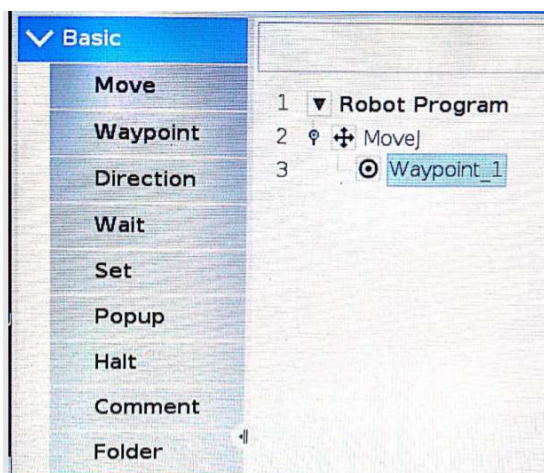 Basic
Move
Waypoint
Direction
Wait
Set
Popup
Halt
Comment
Folder
1 Robot Program
2 MoveJ
3 Waypoint_1